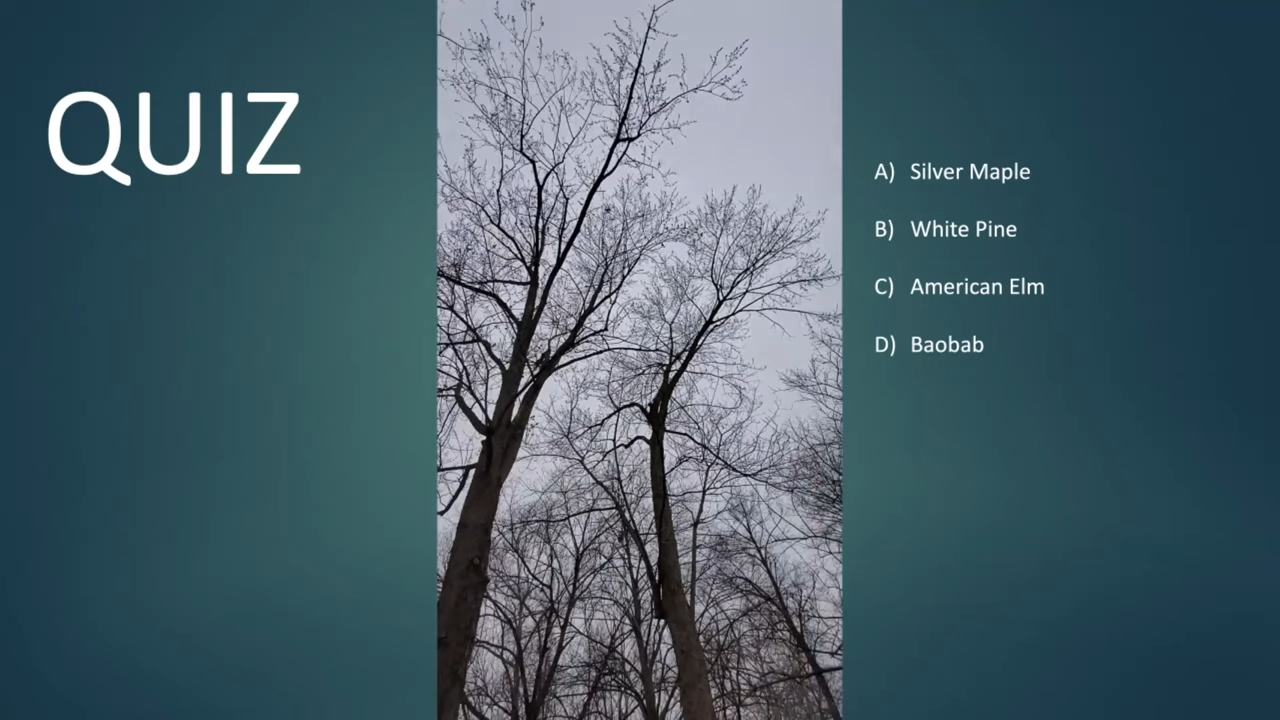 QUIZ
A) Silver Maple
B) White Pine
C) American Elm
D) Baobab